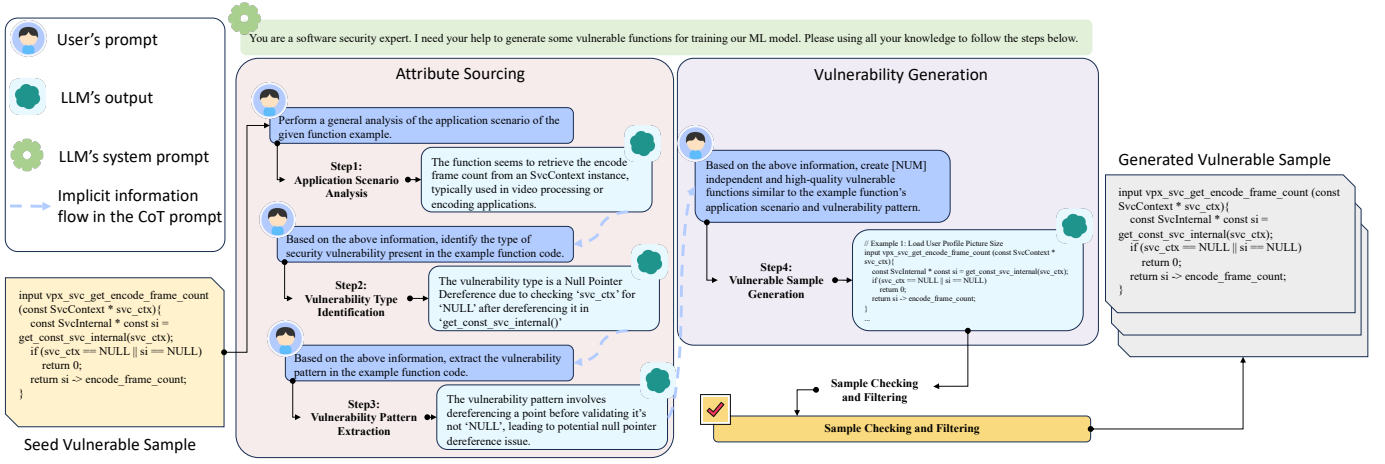 User's prompt
LLM's output
LLM's system prompt
Implicit information
flow in the CoT prompt
input vpx_svc_get_encode_frame_count
(const SvcContext * svc_ctx){
const SvcInternal * const si =
get_const_svc_internal(svc_ctx);
if (svc_ctx == NULL || si == NULL)
return 0;
return si -> encode_frame_count;
}
Seed Vulnerable Sample
You are a software security expert. I need your help to generate some vulnerable functions for training our ML model. Please using all your knowledge to follow the steps below.
Attribute Sourcing
Perform a general analysis of the application scenario of the
given function example.
Step1:
Application Scenario
Analysis
The function seems to retrieve the encode
frame count from an SvcContext instance,
typically used in video processing or
encoding applications.
Based on the above information, identify the type of
security vulnerability present in the example function code.
Step2:
Vulnerability Type
Identification
The vulnerability type is a Null Pointer
Dereference due to checking 'svc_ctx' for
'NULL' after dereferencing it in
'get_const_svc_internal()'
Based on the above information, extract the vulnerability
pattern in the example function code.
Step3:
Vulnerability Pattern
Extraction
The vulnerability pattern involves
dereferencing a point before validating it's
not 'NULL', leading to potential null pointer
dereference issue.
Vulnerability Generation
Based on the above information, create [NUM]
independent and high-quality vulnerable
functions similar to the example function's
application scenario and vulnerability pattern.
Step4:
Vulnerable Sample
Generation
// Example 1: Load User Profile Picture Size
input vpx_svc_get_encode_frame_count (const SvcContext *
svc_ctx){
const SvcInternal * const si = get_const_svc_internal(svc_ctx);
if (svc_ctx == NULL || si == NULL)
return 0;
return si -> encode_frame_count;
}
...
Sample Checking
and Filtering
Sample Checking and Filtering
Generated Vulnerable Sample
input vpx_svc_get_encode_frame_count (const
SvcContext * svc_ctx){
const SvcInternal * const si =
get_const_svc_internal(svc_ctx);
if (svc_ctx == NULL || si == NULL)
return 0;
return si -> encode_frame_count;
}